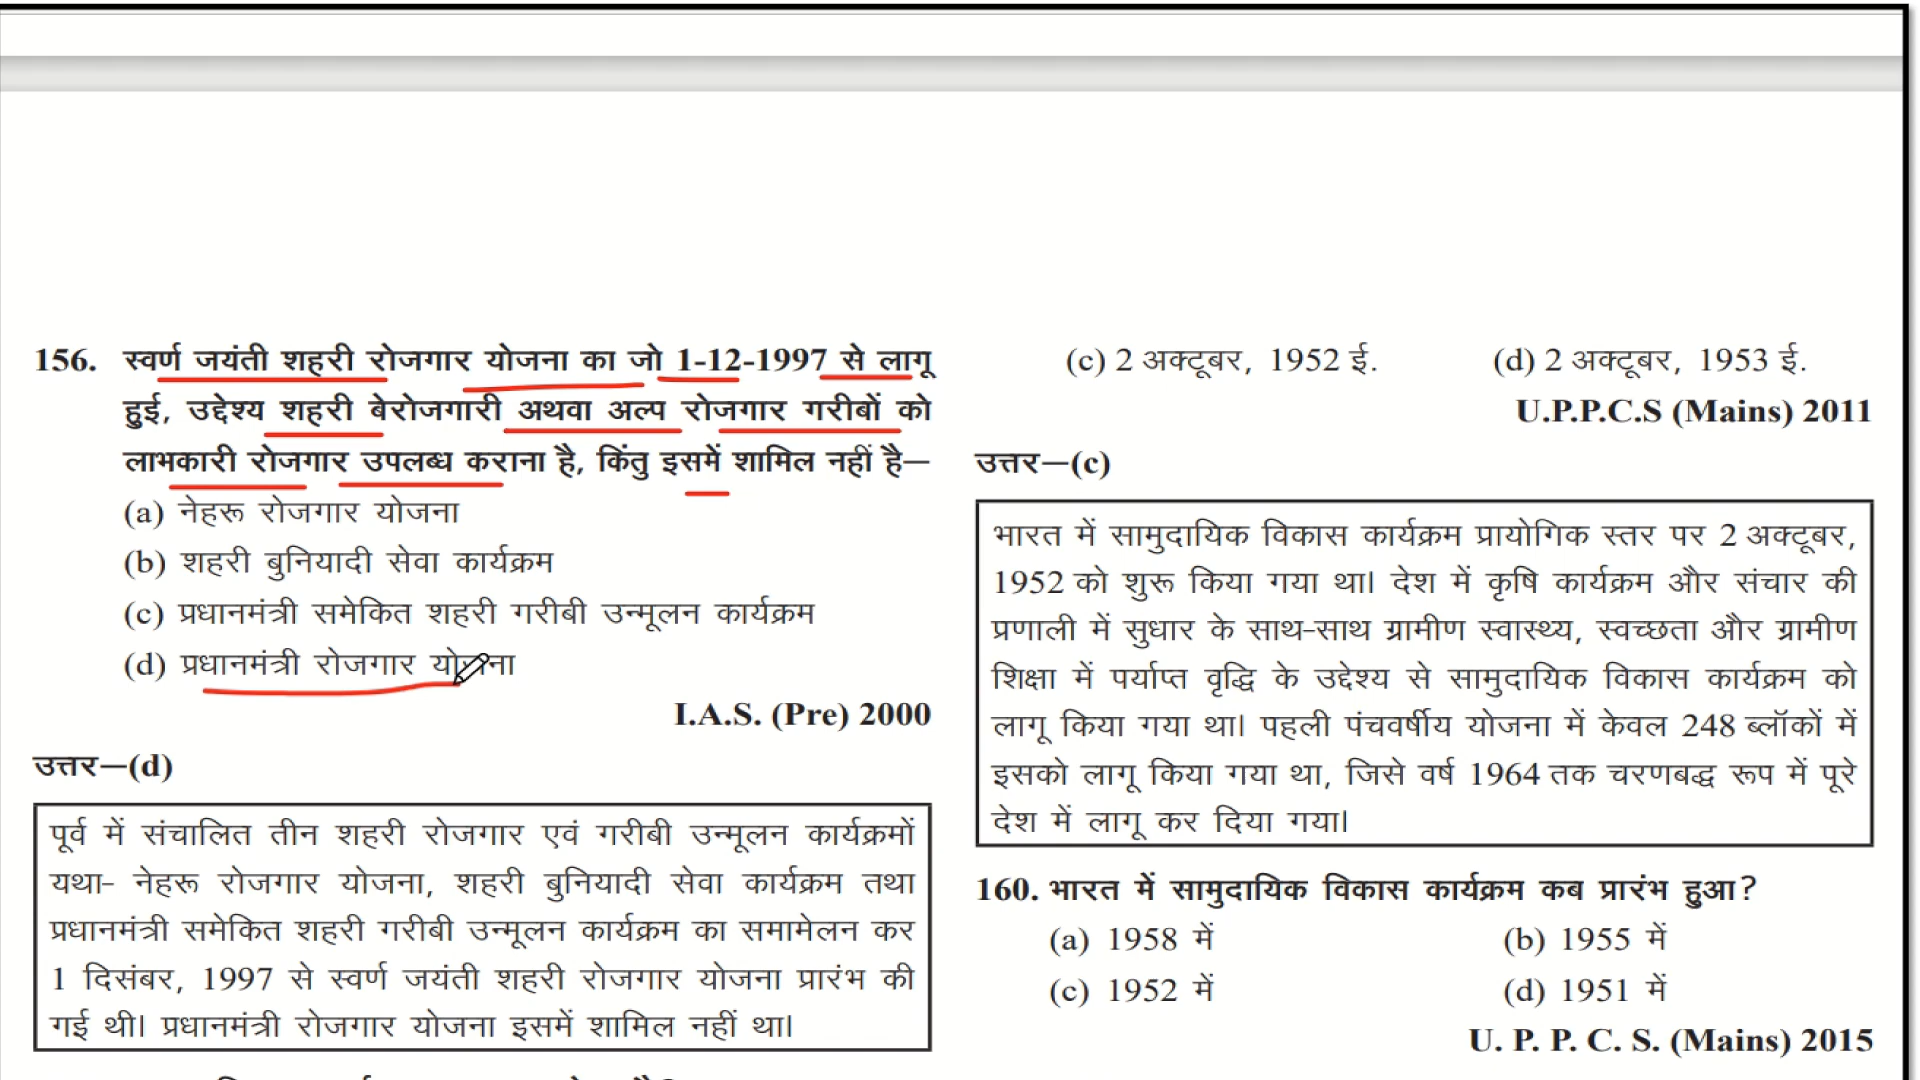 156. स्वर्ण जयंती शहरी रोजगार योजना का जो 1-12-1997 से लागू
हुई, उद्देश्य शहरी बेरोजगारी अथवा अल्प रोजगार गरीबों को
लाभकारी रोजगार उपलब्ध कराना है, किंतु इसमें शामिल नहीं है—
(a) नेहरू रोजगार योजना
(b) शहरी बुनियादी सेवा कार्यक्रम
(c) प्रधानमंत्री समेकित शहरी गरीबी उन्मूलन कार्यक्रम
(d) प्रधानमंत्री रोजगार योजना
I.A.S. (Pre) 2000
उत्तर—(d)
पूर्व में संचालित तीन शहरी रोजगार एवं गरीबी उन्मूलन कार्यक्रमों
यथा- नेहरू रोजगार योजना, शहरी बुनियादी सेवा कार्यक्रम तथा
प्रधानमंत्री समेकित शहरी गरीबी उन्मूलन कार्यक्रम का समामेलन कर
1 दिसंबर, 1997 से स्वर्ण जयंती शहरी रोजगार योजना प्रारंभ की
गई थी। प्रधानमंत्री रोजगार योजना इसमें शामिल नहीं था।
(c) 2 अक्टूबर, 1952 ई. (d) 2 अक्टूबर, 1953 ई.
U.P.P.C.S (Mains) 2011
उत्तर—(c)
भारत में सामुदायिक विकास कार्यक्रम प्रायोगिक स्तर पर 2 अक्टूबर,
1952 को शुरू किया गया था। देश में कृषि कार्यक्रम और संचार की
प्रणाली में सुधार के साथ-साथ ग्रामीण स्वास्थ्य, स्वच्छता और ग्रामीण
शिक्षा में पर्याप्त वृद्धि के उद्देश्य से सामुदायिक विकास कार्यक्रम को
लागू किया गया था। पहली पंचवर्षीय योजना में केवल 248 ब्लॉकों में
इसको लागू किया गया था, जिसे वर्ष 1964 तक चरणबद्ध रूप में पूरे
देश में लागू कर दिया गया।
160. भारत में सामुदायिक विकास कार्यक्रम कब प्रारंभ हुआ?
(a) 1958 में (b) 1955 में
(c) 1952 में (d) 1951 में
U. P. P. C. S. (Mains) 2015